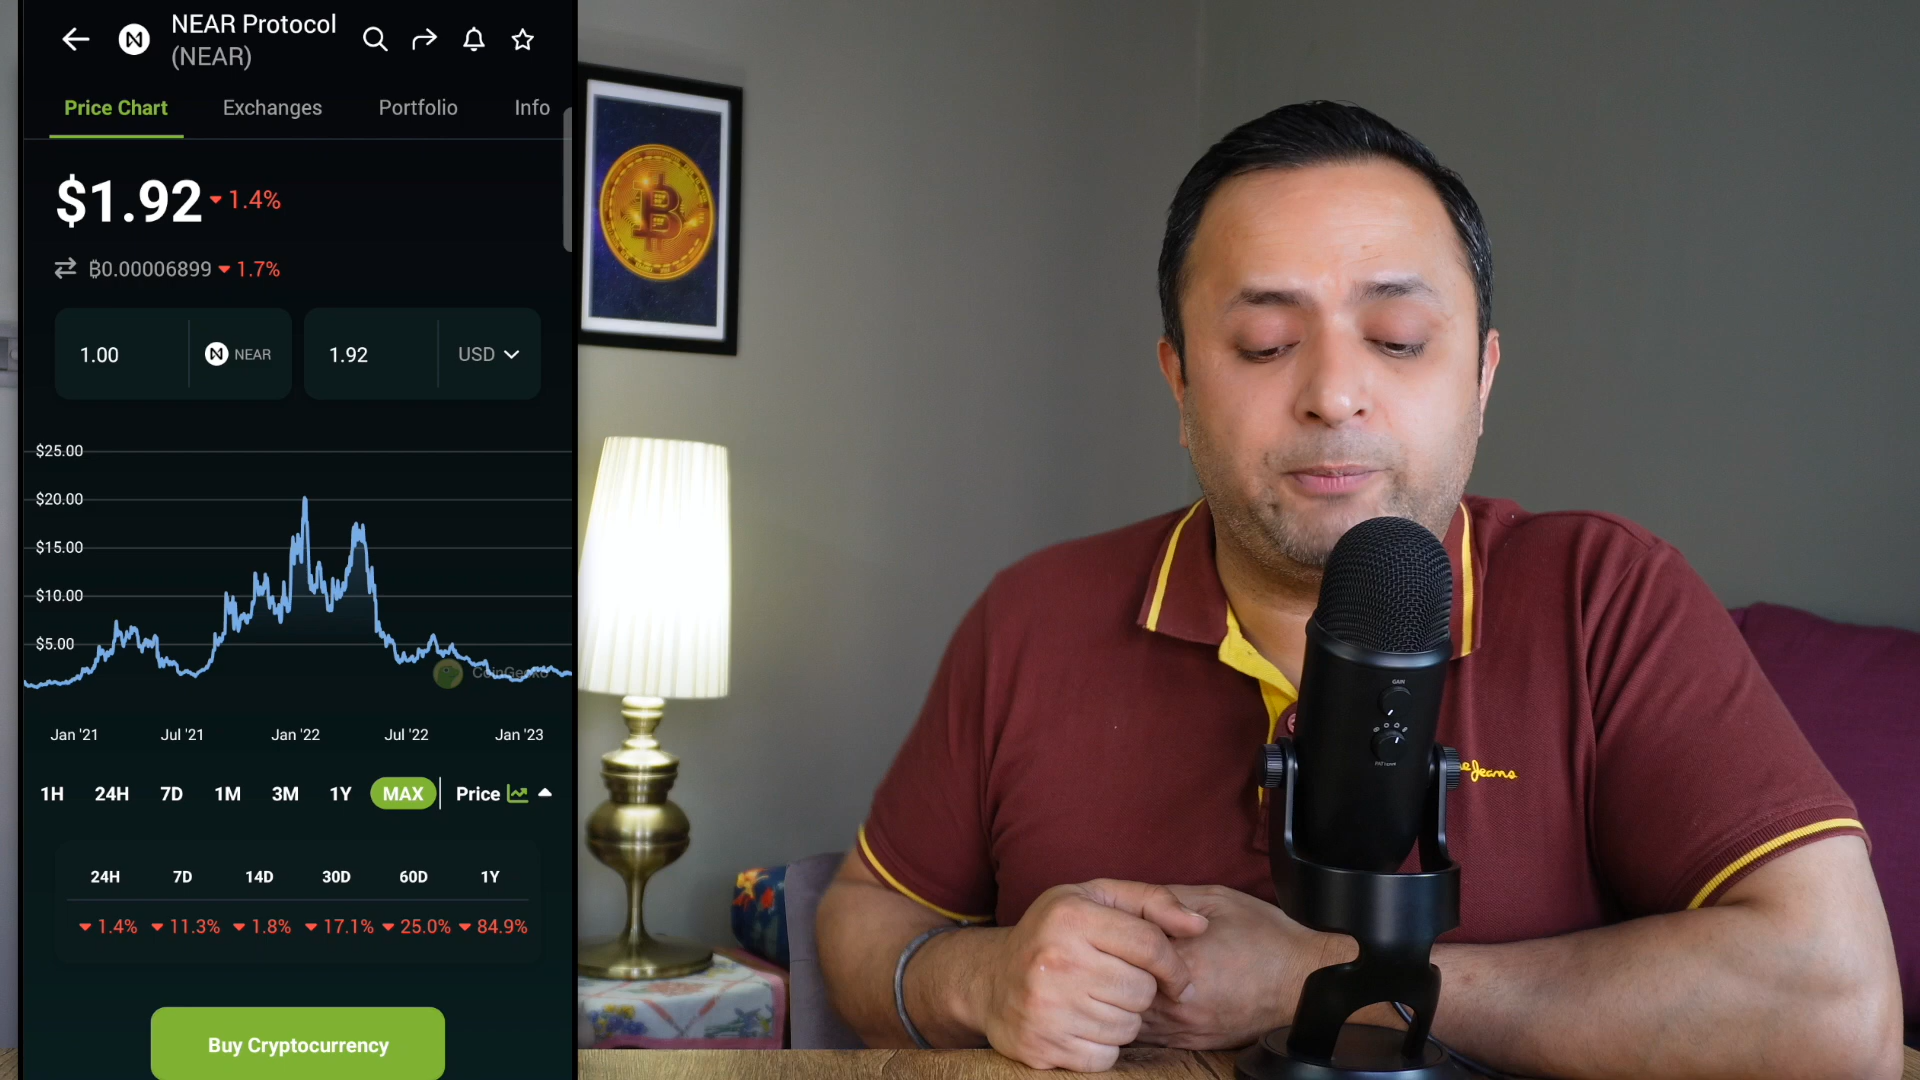 NEAR Protocol
(NEAR)
Price Chart Exchanges Portfolio Info
$1.92 1.4%
₿0.00006899 1.7%
1.00 NEAR 1.92 USD
$25.00
$20.00
$15.00
$10.00
$5.00
CoinGecko
Jan '21 Jul '21 Jan '22 Jul '22 Jan '23
1H 24H 7D 1M 3M 1Y MAX Price
24H 7D 14D 30D 60D 1Y
1.4% 11.3% 1.8% 17.1% 25.0% 84.9%
Buy Cryptocurrency
GAIN
Jeans